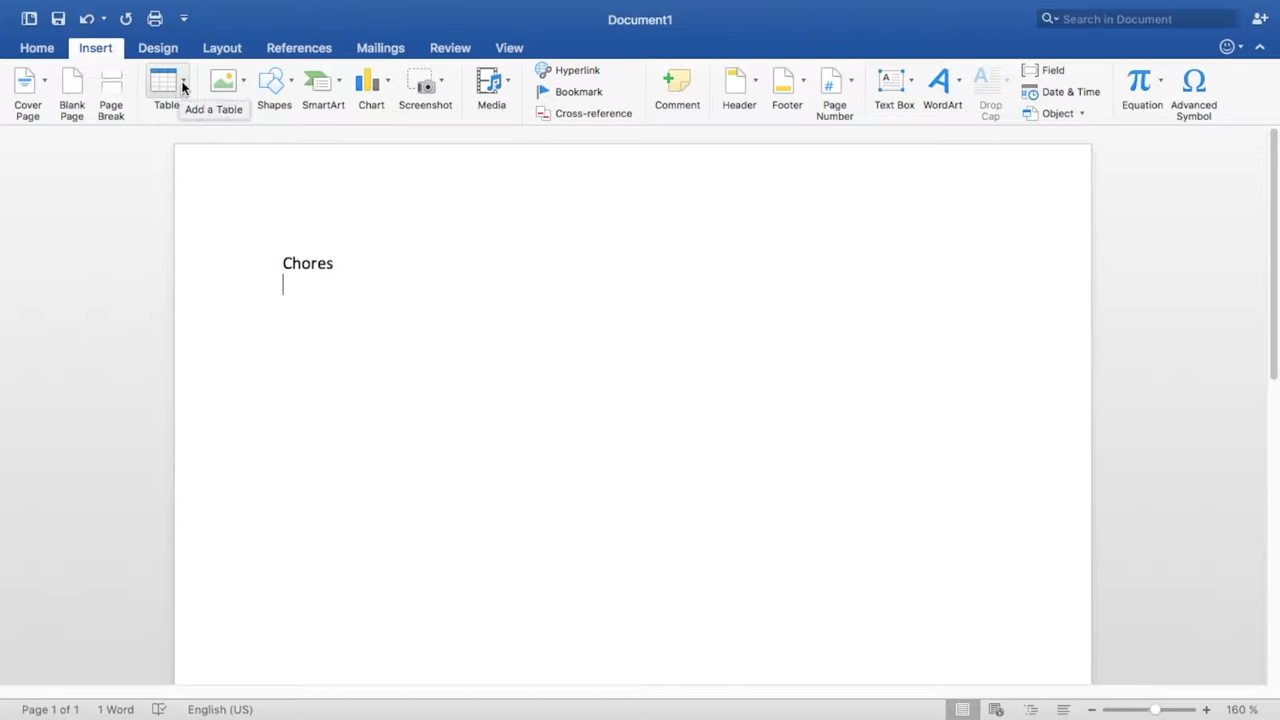 Document1
Search in Document
Home Insert Design Layout References Mailings Review View
Cover Page
Blank Page
Page Break
Table
Add a Table
Shapes
SmartArt
Chart
Screenshot
Media
Hyperlink
Bookmark
Cross-reference
Comment
Header
Footer
Page Number
Text Box
WordArt
Drop Cap
Field
Date & Time
Object
Equation
Advanced Symbol
Chores
Page 1 of 1 1 Word English (US) 160 %